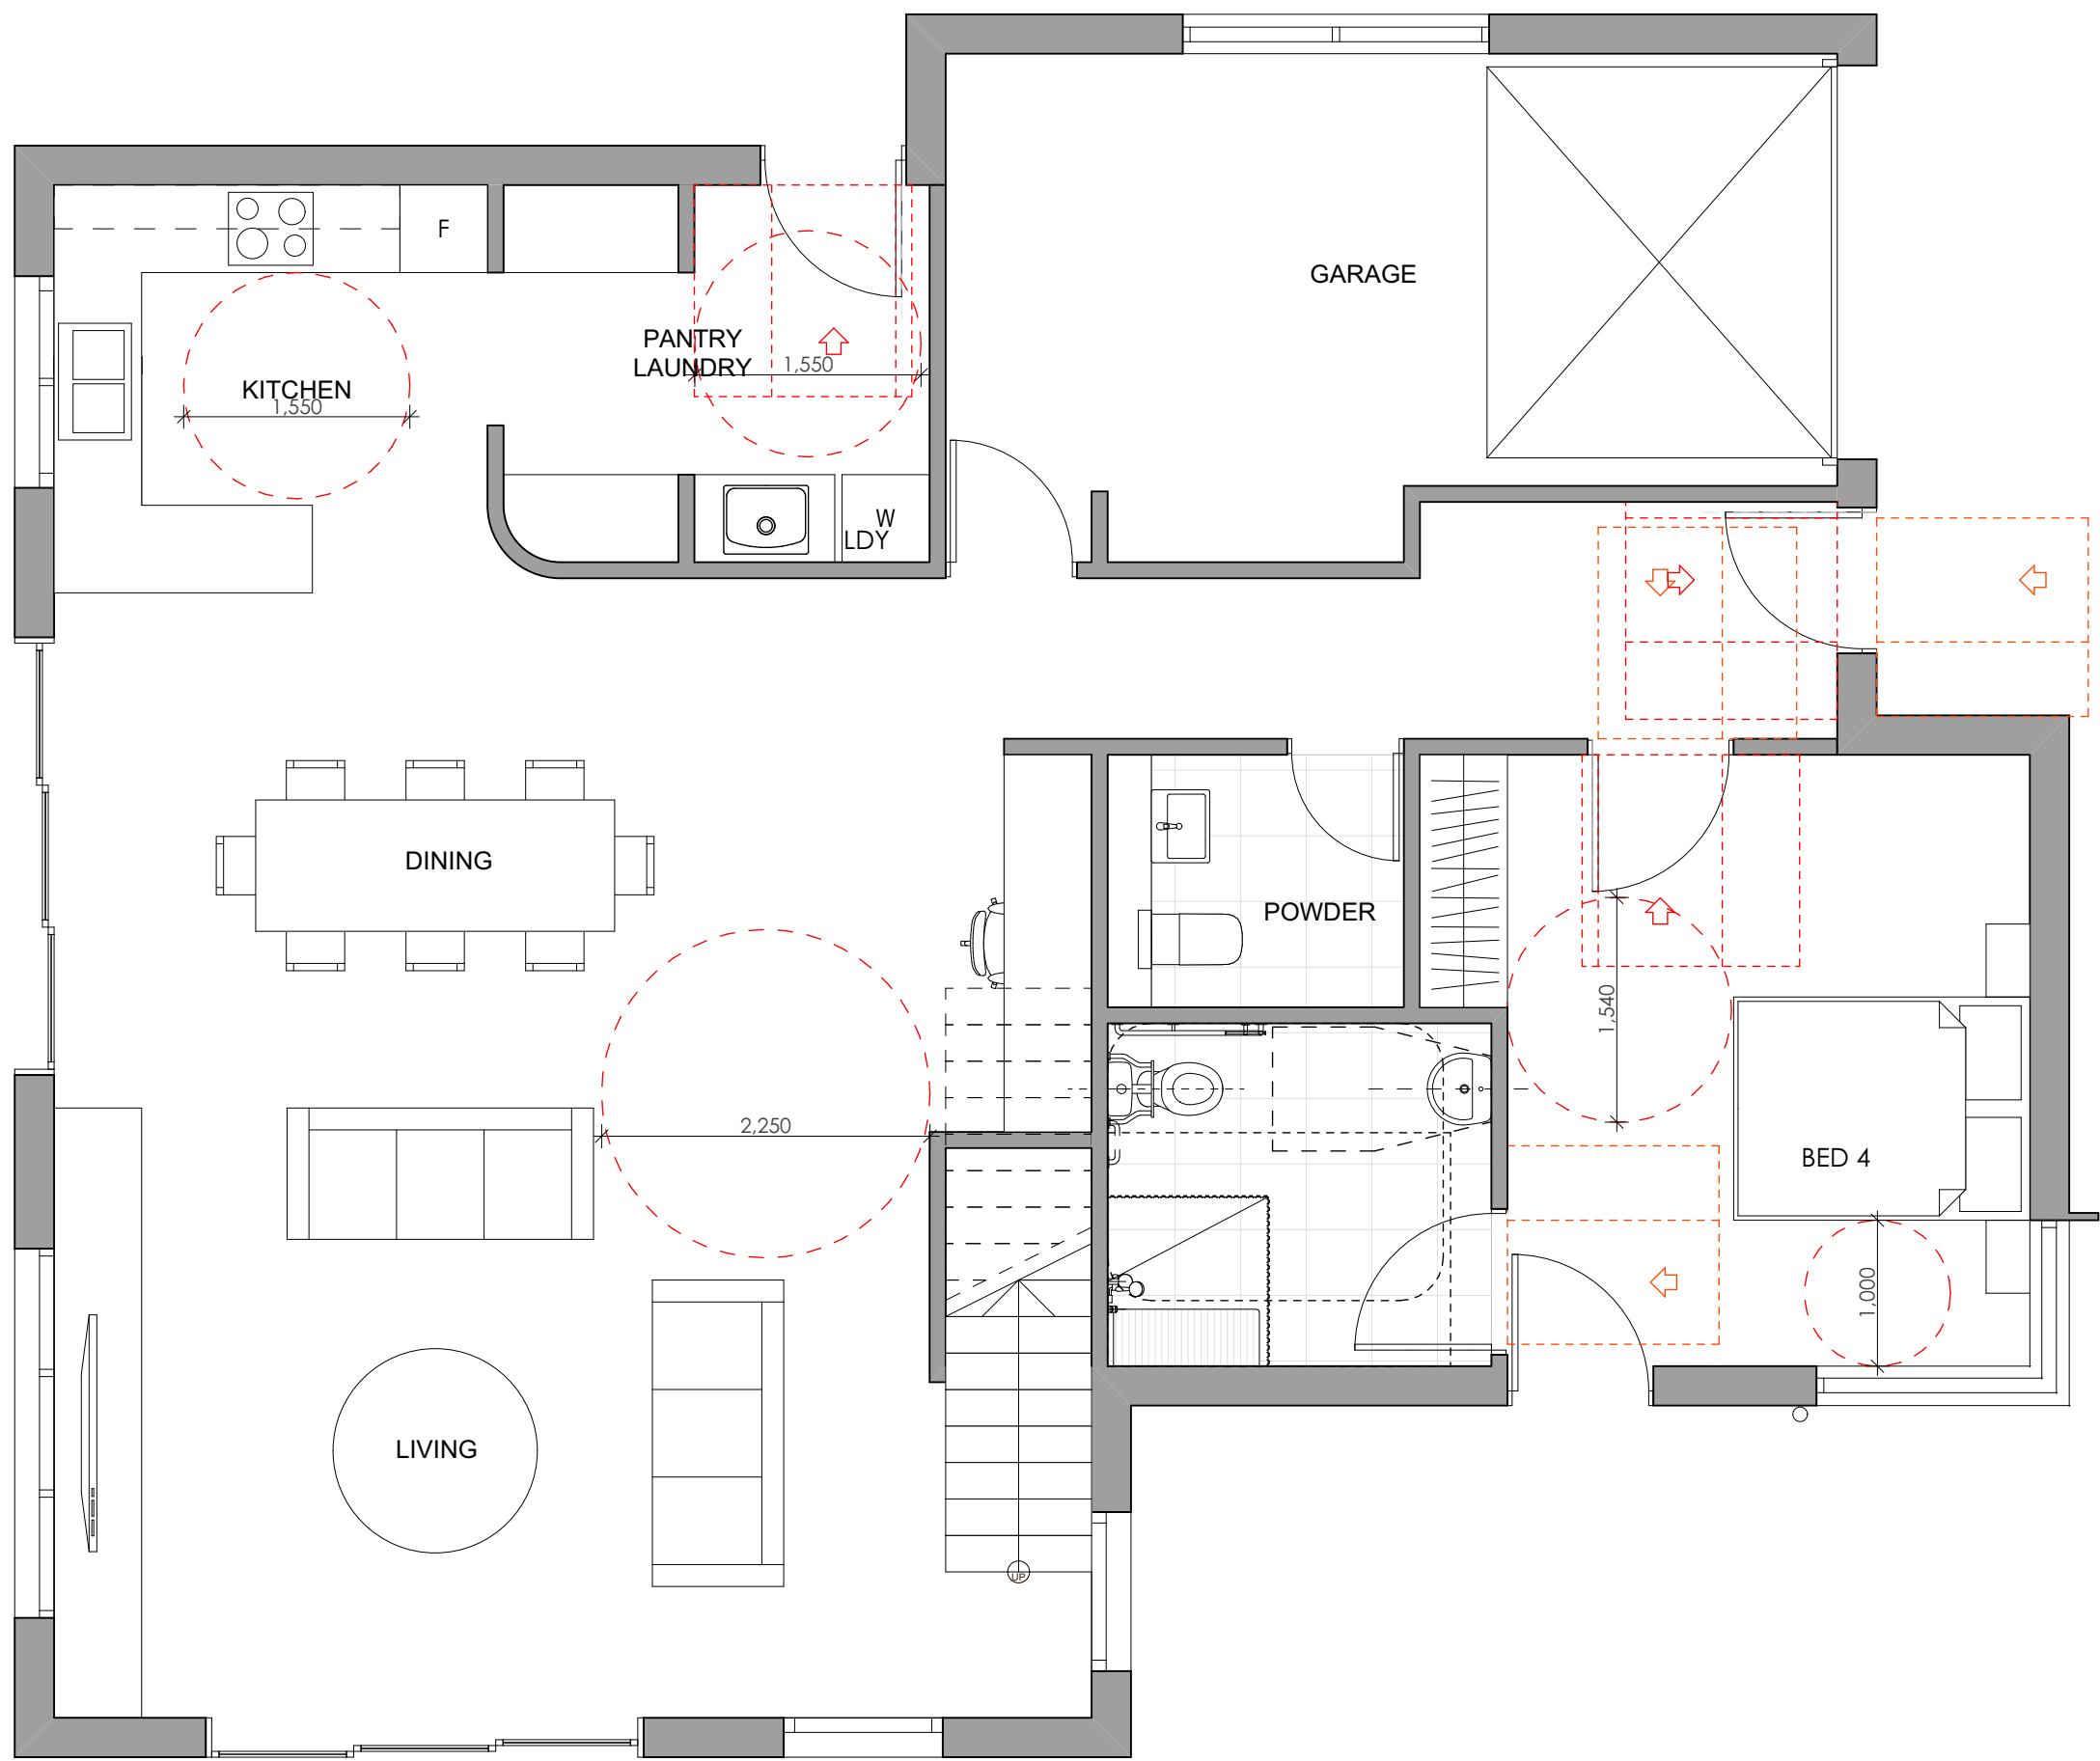 F
GARAGE
PANTRY
LAUNDRY
1,550
KITCHEN
1,550
W
LDY
DINING
POWDER
1,540
2,250
BED 4
1,000
LIVING
UP